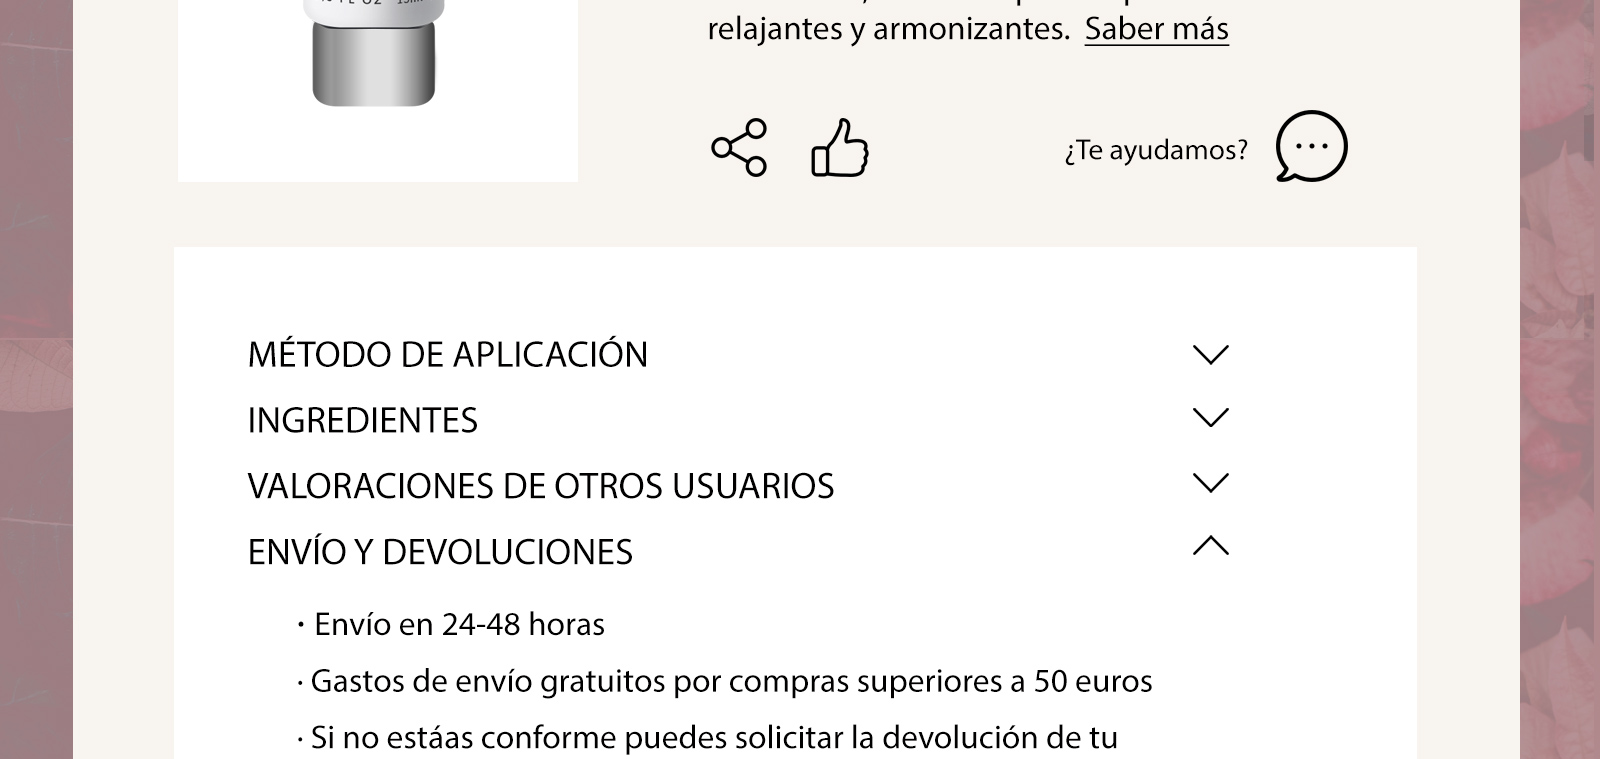 relajantes y armonizantes. Saber más
¿Te ayudamos?
MÉTODO DE APLICACIÓN
INGREDIENTES
VALORACIONES DE OTROS USUARIOS
ENVÍO Y DEVOLUCIONES
· Envío en 24-48 horas
· Gastos de envío gratuitos por compras superiores a 50 euros
· Si no estáas conforme puedes solicitar la devolución de tu